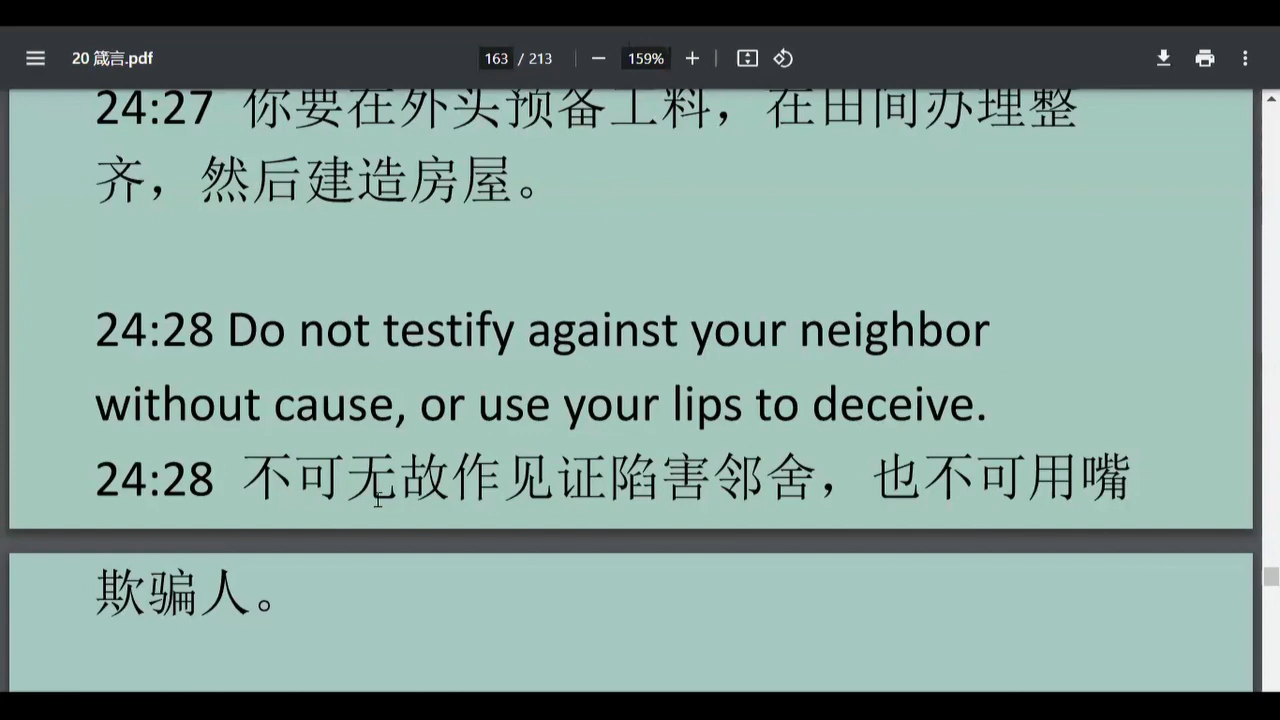 20 箴言.pdf
163 / 213
159%
24:27 你要在外头预备工料，在田间办理整
齐，然后建造房屋。
24:28 Do not testify against your neighbor
without cause, or use your lips to deceive.
24:28 不可无故作见证陷害邻舍，也不可用嘴
欺骗人。